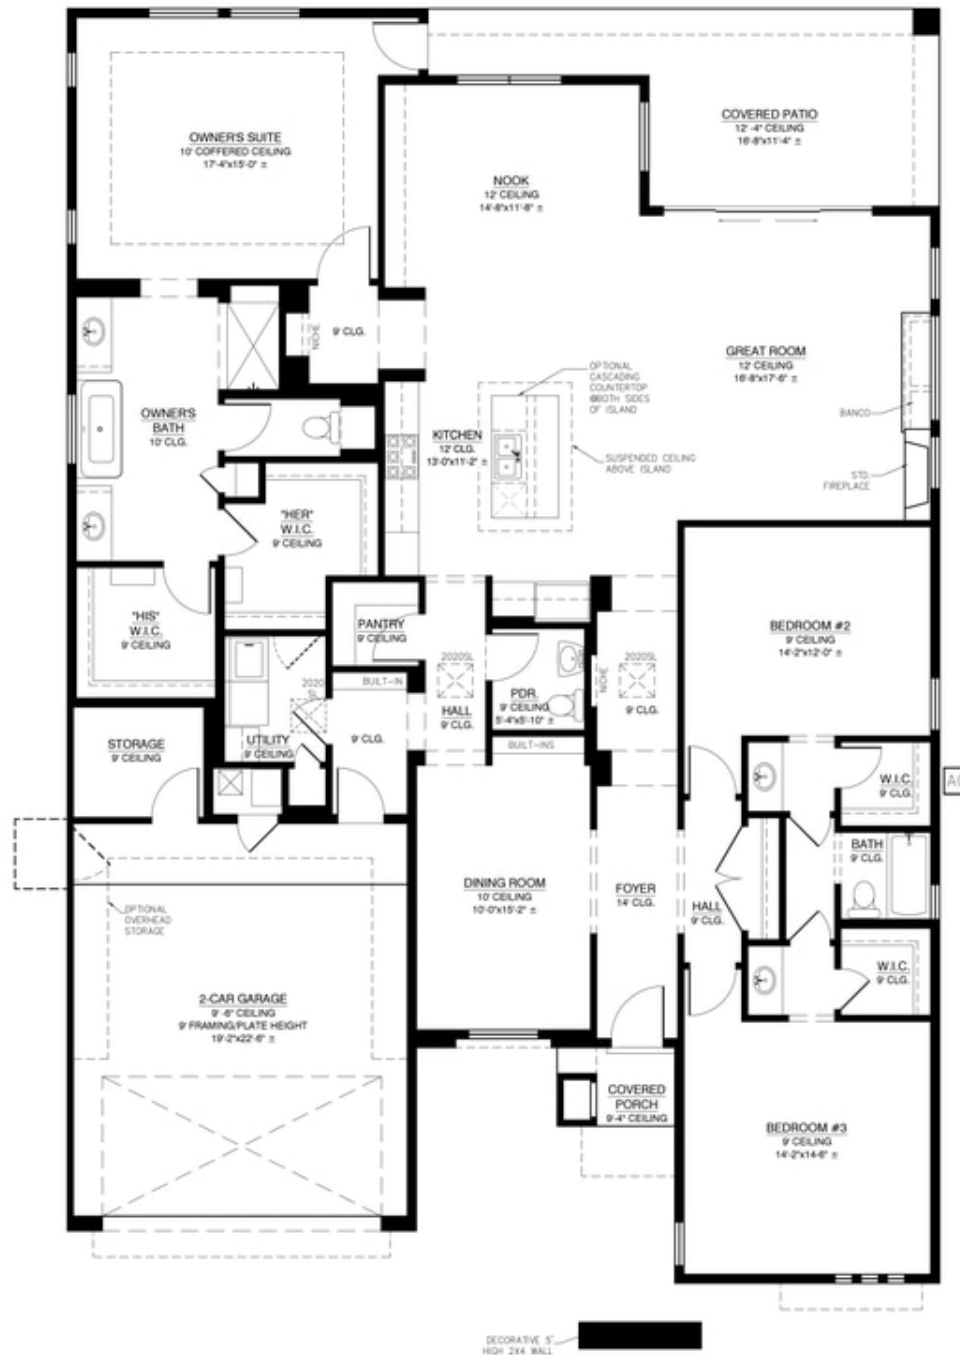 OWNER'S SUITE
10' COFFERED CEILING
17'-4"x15'-0" ±
COVERED PATIO
12'-4" CEILING
16'-8"x11'-4" ±
NOOK
12' CEILING
14'-8"x11'-8" ±
NICHE
9' CLG.
GREAT ROOM
12' CEILING
16'-8"x17'-6" ±
OPTIONAL
CASCADING
COUNTERTOP
@BOTH SIDES
OF ISLAND
BANCO
OWNER'S
BATH
10' CLG.
KITCHEN
12' CLG.
13'-0x11'-2" ±
SUSPENDED CEILING
ABOVE ISLAND
STD.
FIREPLACE
"HER"
W.I.C.
9' CEILING
"HIS"
W.I.C.
9' CEILING
PANTRY
9' CEILING
BEDROOM #2
9' CEILING
14'-2"x12'-0" ±
2020SL
2020SL
BUILT-IN
2020
SL
PDR.
9' CEILING
5'-4"x5'-10" ±
NICHE
9' CLG.
HALL
9' CLG.
STORAGE
9' CEILING
UTILITY
9' CEILING
9' CLG.
BUILT-INS
W.I.C.
9' CLG.
BATH
9' CLG.
DINING ROOM
10' CEILING
10'-0"x15'-2" ±
FOYER
14' CLG.
HALL
9' CLG.
OPTIONAL
OVERHEAD
STORAGE
W.I.C.
9' CLG.
2-CAR GARAGE
9'-6" CEILING
9' FRAMING/PLATE HEIGHT
19'-2"x22'-6" ±
COVERED
PORCH
9'-4" CEILING
BEDROOM #3
9' CEILING
14'-2"x14'-6" ±
DECORATIVE 5"
HIGH 2X4 WALL